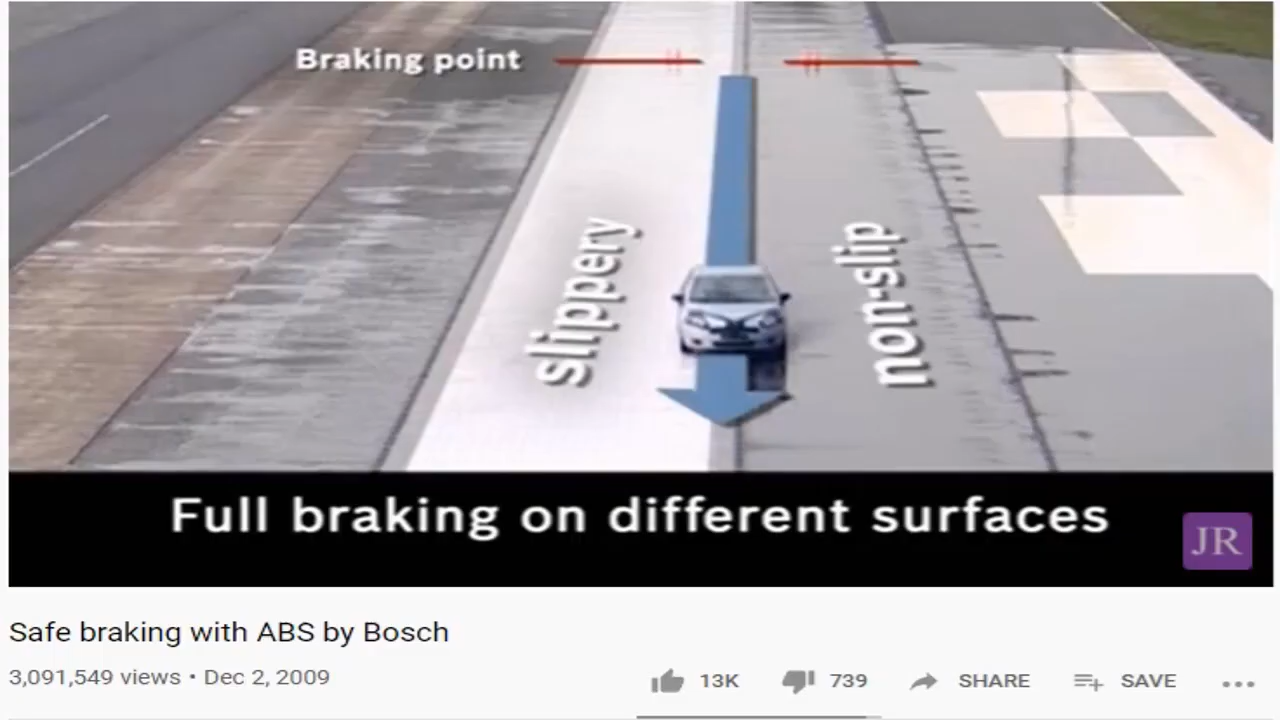 Braking point
slippery
non-slip
Full braking on different surfaces
JR
Safe braking with ABS by Bosch
3,091,549 views • Dec 2, 2009
13K 739 SHARE SAVE